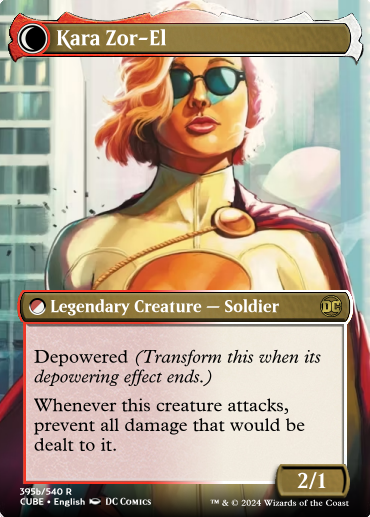 Kara Zor-El
Legendary Creature — Soldier
DC
Depowered (Transform this when its
depowering effect ends.)
Whenever this creature attacks,
prevent all damage that would be
dealt to it.
2/1
395b/540 R
CUBE • English DC COMICS
™ & © 2024 Wizards of the Coast